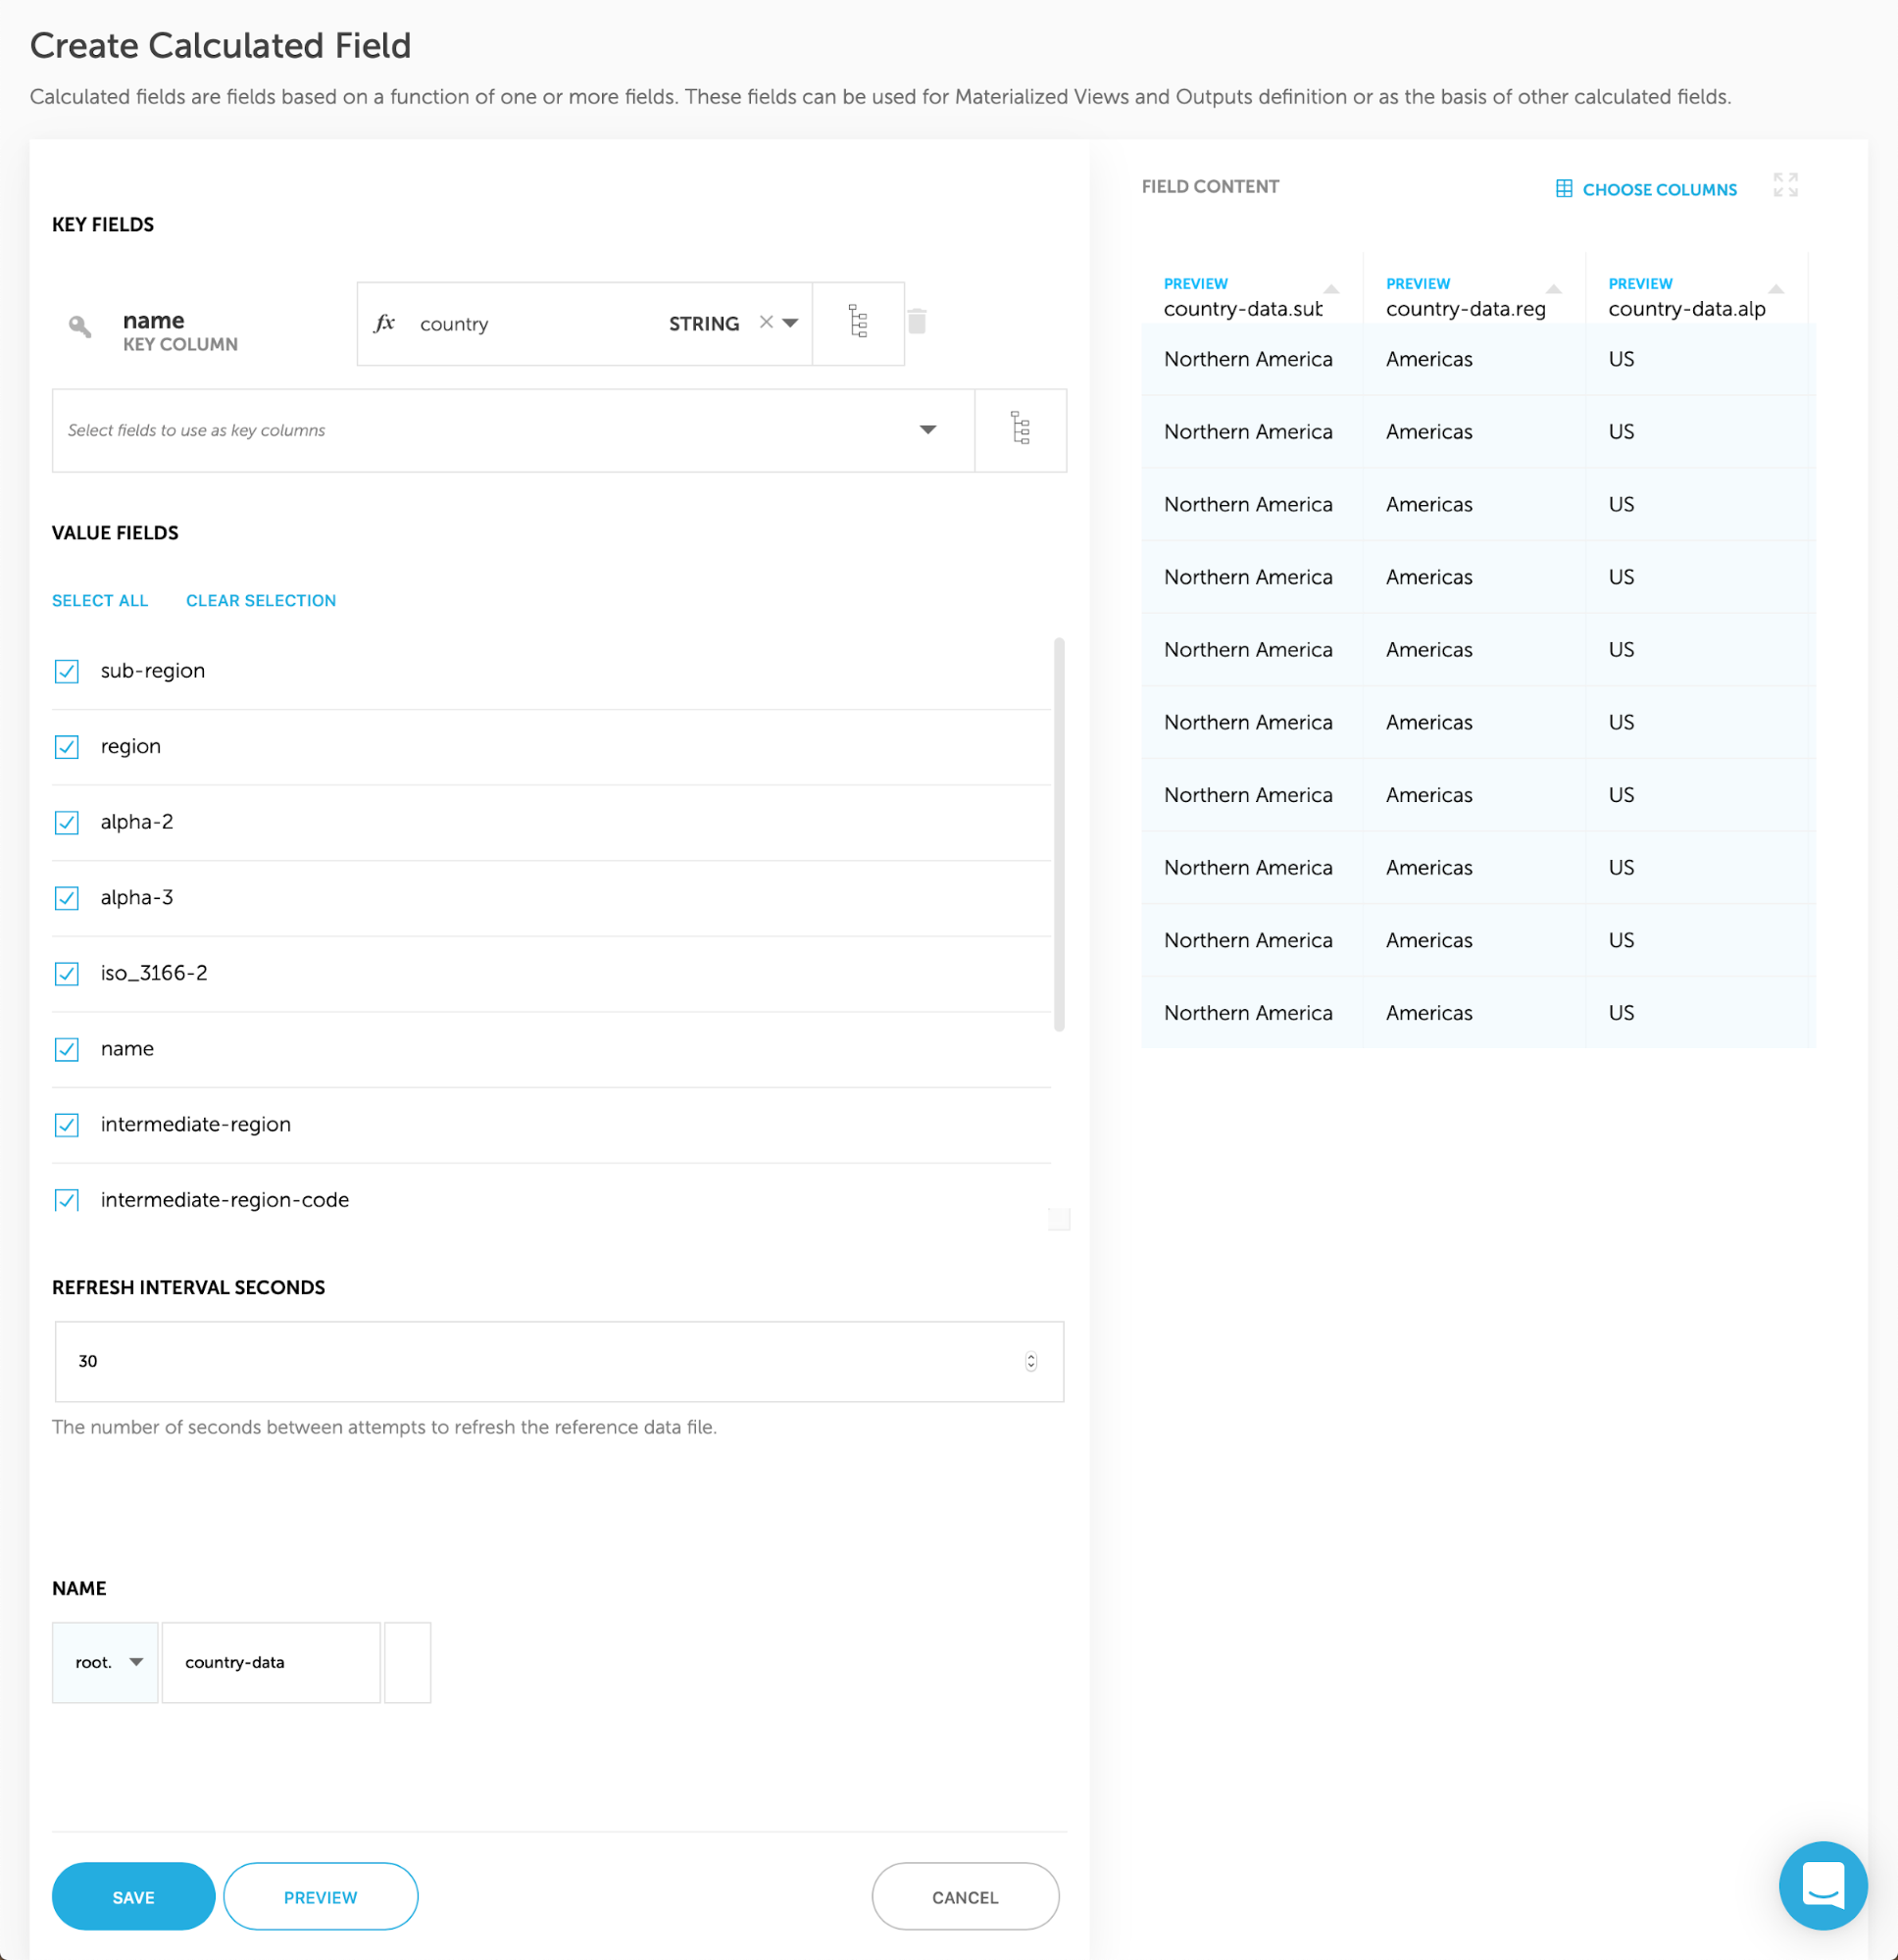 Create Calculated Field
Calculated fields are fields based on a function of one or more fields. These fields can be used for Materialized Views and Outputs definition or as the basis of other calculated fields.
KEY FIELDS
name
KEY COLUMN
fx country STRING
Select fields to use as key columns
VALUE FIELDS
SELECT ALL CLEAR SELECTION
sub-region
region
alpha-2
alpha-3
iso_3166-2
name
intermediate-region
intermediate-region-code
REFRESH INTERVAL SECONDS
30
The number of seconds between attempts to refresh the reference data file.
NAME
root. country-data
SAVE PREVIEW CANCEL
FIELD CONTENT CHOOSE COLUMNS
PREVIEW PREVIEW PREVIEW
country-data.sub country-data.reg country-data.alp
Northern America Americas US
Northern America Americas US
Northern America Americas US
Northern America Americas US
Northern America Americas US
Northern America Americas US
Northern America Americas US
Northern America Americas US
Northern America Americas US
Northern America Americas US